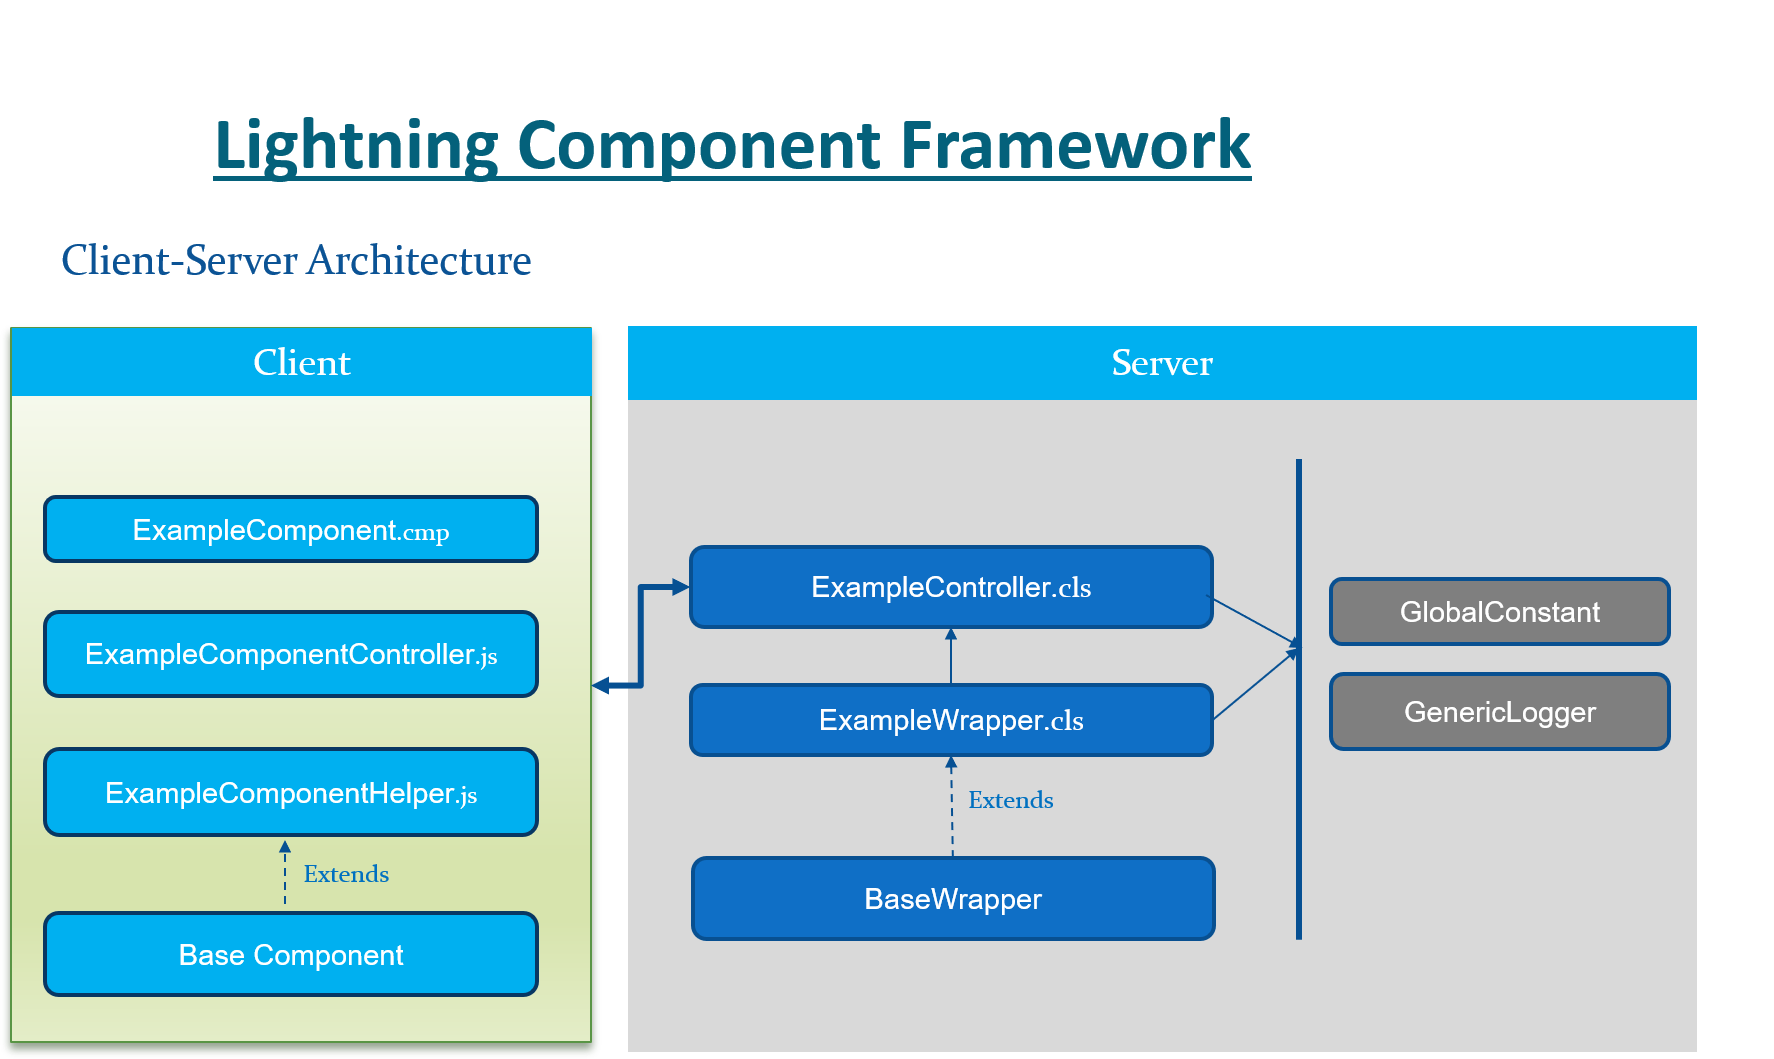 Lightning Component Framework
Client-Server Architecture
Client
ExampleComponent.cmp
ExampleComponentController.js
ExampleComponentHelper.js
Extends
Base Component
Server
ExampleController.cls
ExampleWrapper.cls
Extends
BaseWrapper
GlobalConstant
GenericLogger